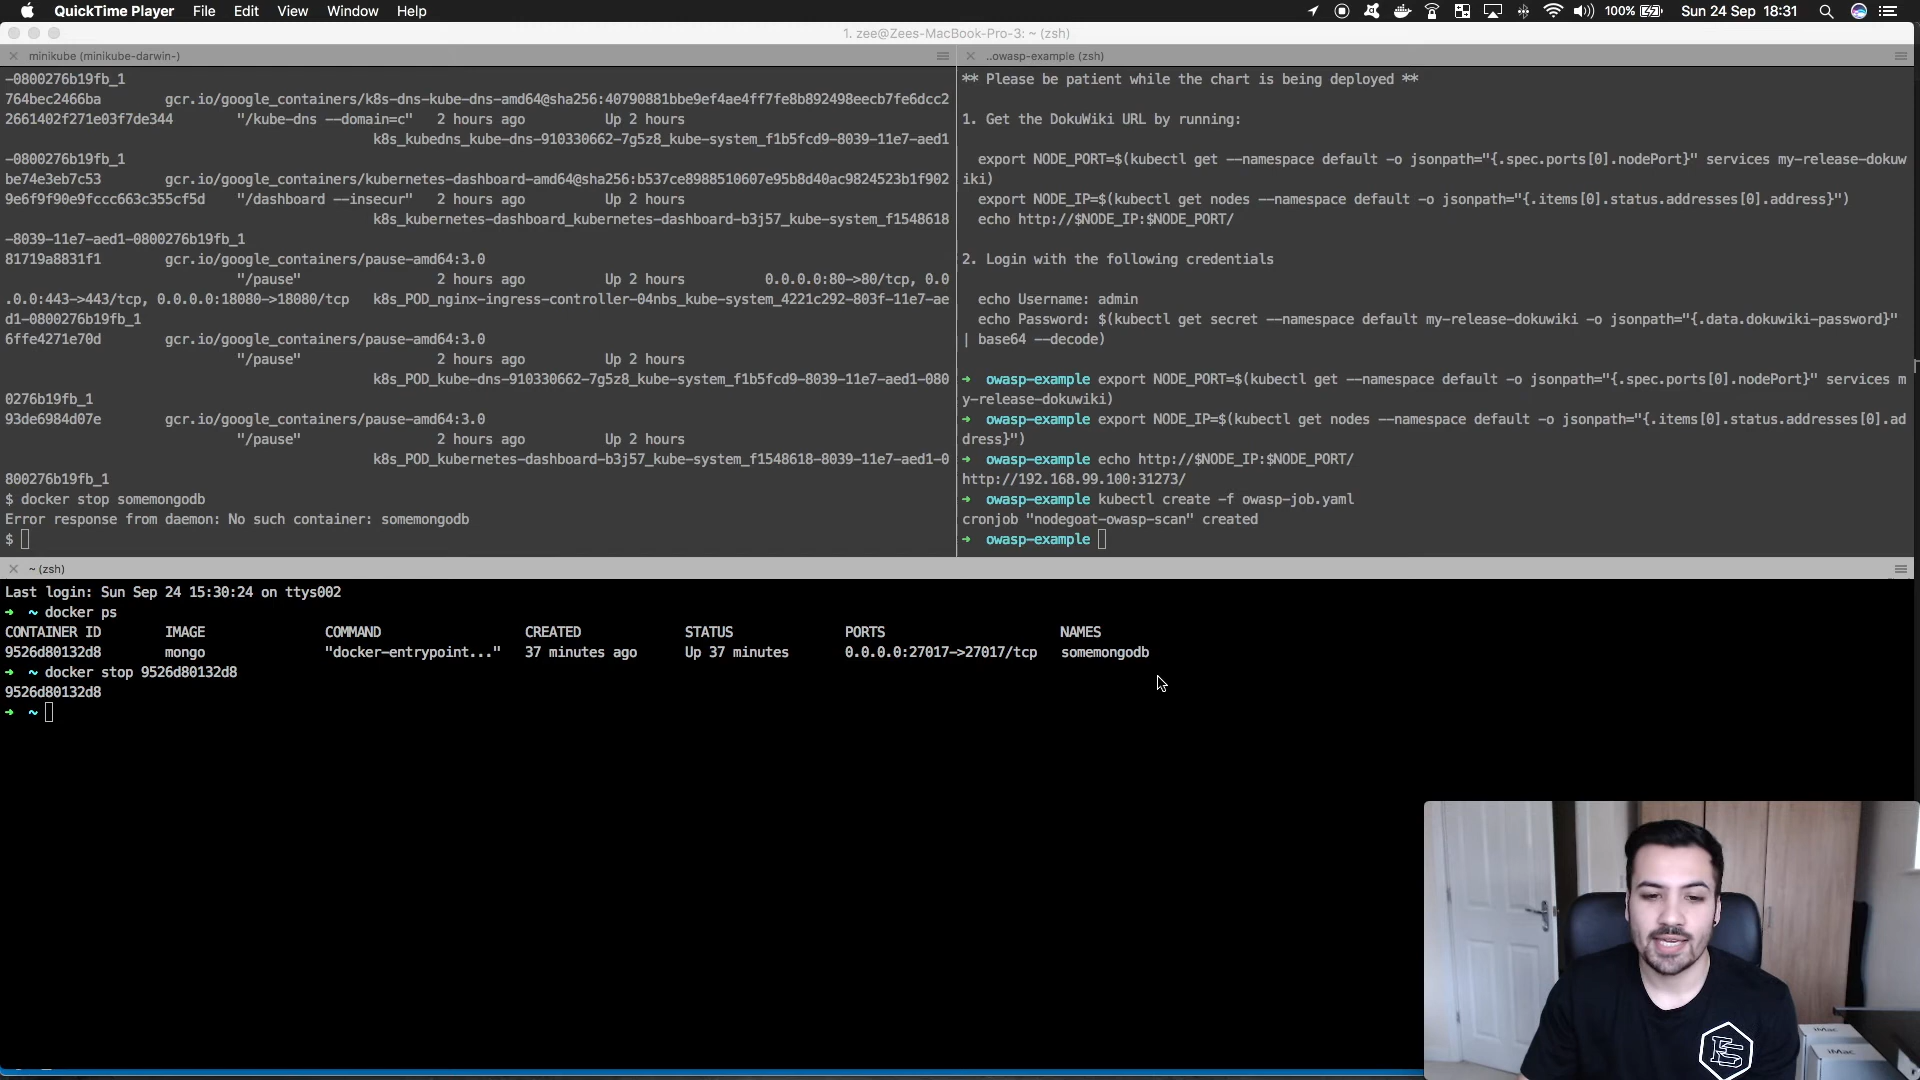 QuickTime Player File Edit View Window Help 100% Sun 24 Sep 18:31
1. zee@Zees-MacBook-Pro-3: ~ (zsh)
minikube (minikube-darwin-)
-0800276b19fb_1
764bec2466ba gcr.io/google_containers/k8s-dns-kube-dns-amd64@sha256:40790881bbe9ef4ae4ff7fe8b892498eecb7fe6dcc2
2661402f271e03f7de344 "/kube-dns --domain=c" 2 hours ago Up 2 hours
k8s_kubedns_kube-dns-910330662-7g5z8_kube-system_f1b5fcd9-8039-11e7-aed1
-0800276b19fb_1
be74e3eb7c53 gcr.io/google_containers/kubernetes-dashboard-amd64@sha256:b537ce8988510607e95b8d40ac9824523b1f902
9e6f9f90e9fccc663c355cf5d "/dashboard --insecur" 2 hours ago Up 2 hours
k8s_kubernetes-dashboard_kubernetes-dashboard-b3j57_kube-system_f1548618
-8039-11e7-aed1-0800276b19fb_1
81719a8831f1 gcr.io/google_containers/pause-amd64:3.0
"/pause" 2 hours ago Up 2 hours 0.0.0.0:80->80/tcp, 0.0
.0.0:443->443/tcp, 0.0.0.0:18080->18080/tcp k8s_POD_nginx-ingress-controller-04nbs_kube-system_4221c292-803f-11e7-ae
d1-0800276b19fb_1
6ffe4271e70d gcr.io/google_containers/pause-amd64:3.0
"/pause" 2 hours ago Up 2 hours
k8s_POD_kube-dns-910330662-7g5z8_kube-system_f1b5fcd9-8039-11e7-aed1-080
0276b19fb_1
93de6984d07e gcr.io/google_containers/pause-amd64:3.0
"/pause" 2 hours ago Up 2 hours
k8s_POD_kubernetes-dashboard-b3j57_kube-system_f1548618-8039-11e7-aed1-0
800276b19fb_1
$ docker stop somemongodb
Error response from daemon: No such container: somemongodb
$
..owasp-example (zsh)
** Please be patient while the chart is being deployed **
1. Get the DokuWiki URL by running:
export NODE_PORT=$(kubectl get --namespace default -o jsonpath="{.spec.ports[0].nodePort}" services my-release-dokuw
iki)
export NODE_IP=$(kubectl get nodes --namespace default -o jsonpath="{.items[0].status.addresses[0].address}")
echo http://$NODE_IP:$NODE_PORT/
2. Login with the following credentials
echo Username: admin
echo Password: $(kubectl get secret --namespace default my-release-dokuwiki -o jsonpath="{.data.dokuwiki-password}"
| base64 --decode)
➜ owasp-example export NODE_PORT=$(kubectl get --namespace default -o jsonpath="{.spec.ports[0].nodePort}" services m
y-release-dokuwiki)
➜ owasp-example export NODE_IP=$(kubectl get nodes --namespace default -o jsonpath="{.items[0].status.addresses[0].ad
dress}")
➜ owasp-example echo http://$NODE_IP:$NODE_PORT/
http://192.168.99.100:31273/
➜ owasp-example kubectl create -f owasp-job.yaml
cronjob "nodegoat-owasp-scan" created
➜ owasp-example
~ (zsh)
Last login: Sun Sep 24 15:30:24 on ttys002
➜ ~ docker ps
CONTAINER ID IMAGE COMMAND CREATED STATUS PORTS NAMES
9526d80132d8 mongo "docker-entrypoint..." 37 minutes ago Up 37 minutes 0.0.0.0:27017->27017/tcp somemongodb
➜ ~ docker stop 9526d80132d8
9526d80132d8
➜ ~
iMac
iMac